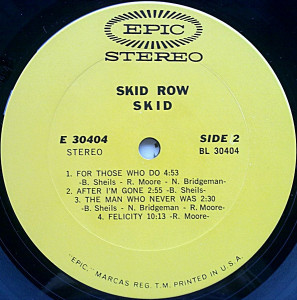 EPIC
STEREO
SKID ROW
SKID
E 30404 SIDE 2
STEREO BL 30404
1. FOR THOSE WHO DO 4:53
-B. Sheils - R. Moore - N. Bridgeman-
2. AFTER I'M GONE 2:55 -B. Sheils-
3. THE MAN WHO NEVER WAS 2:30
-B. Sheils - N. Bridgeman - R. Moore-
4. FELICITY 10:13 -R. Moore-
"EPIC," MARCAS REG. T.M. PRINTED IN U.S.A.